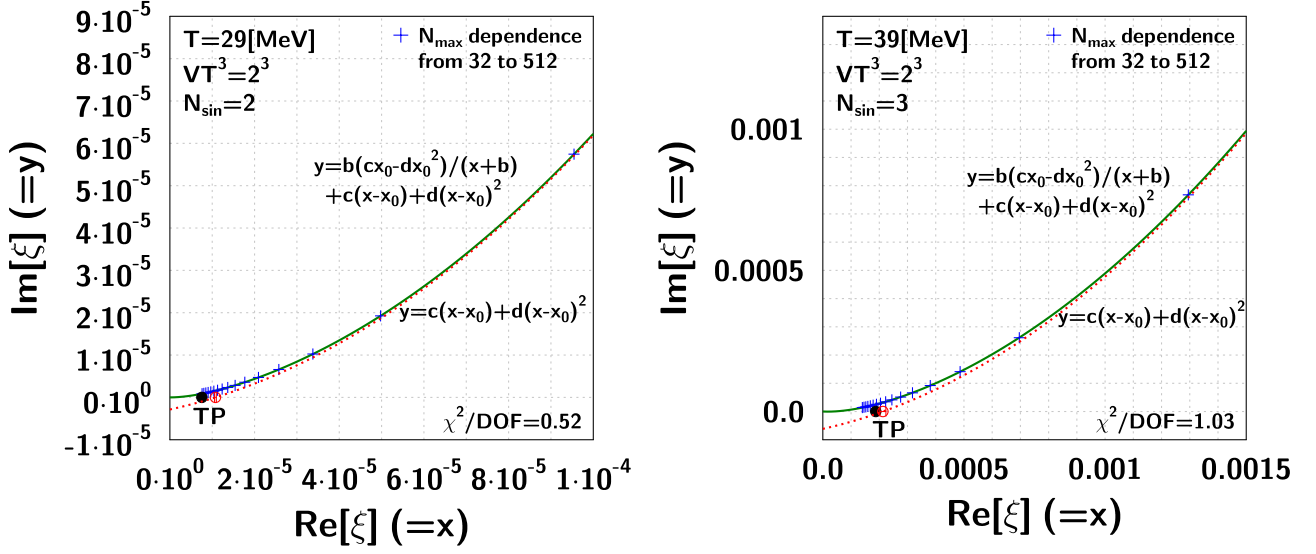 T=29[MeV]
VT³=2³
N_sin=2
N_max dependence
from 32 to 512
y=b(cx₀-dx₀²)/(x+b)
+c(x-x₀)+d(x-x₀)²
y=c(x-x₀)+d(x-x₀)²
TP
χ²/DOF=0.52
9·10⁻⁵
8·10⁻⁵
7·10⁻⁵
6·10⁻⁵
5·10⁻⁵
4·10⁻⁵
3·10⁻⁵
2·10⁻⁵
1·10⁻⁵
0·10⁰
-1·10⁻⁵
Im[ξ] (=y)
0·10⁰ 2·10⁻⁵ 4·10⁻⁵ 6·10⁻⁵ 8·10⁻⁵ 1·10⁻⁴
Re[ξ] (=x)
T=39[MeV]
VT³=2³
N_sin=3
N_max dependence
from 32 to 512
y=b(cx₀-dx₀²)/(x+b)
+c(x-x₀)+d(x-x₀)²
y=c(x-x₀)+d(x-x₀)²
TP
χ²/DOF=1.03
0.001
0.0005
0.0
Im[ξ] (=y)
0.0 0.0005 0.001 0.0015
Re[ξ] (=x)